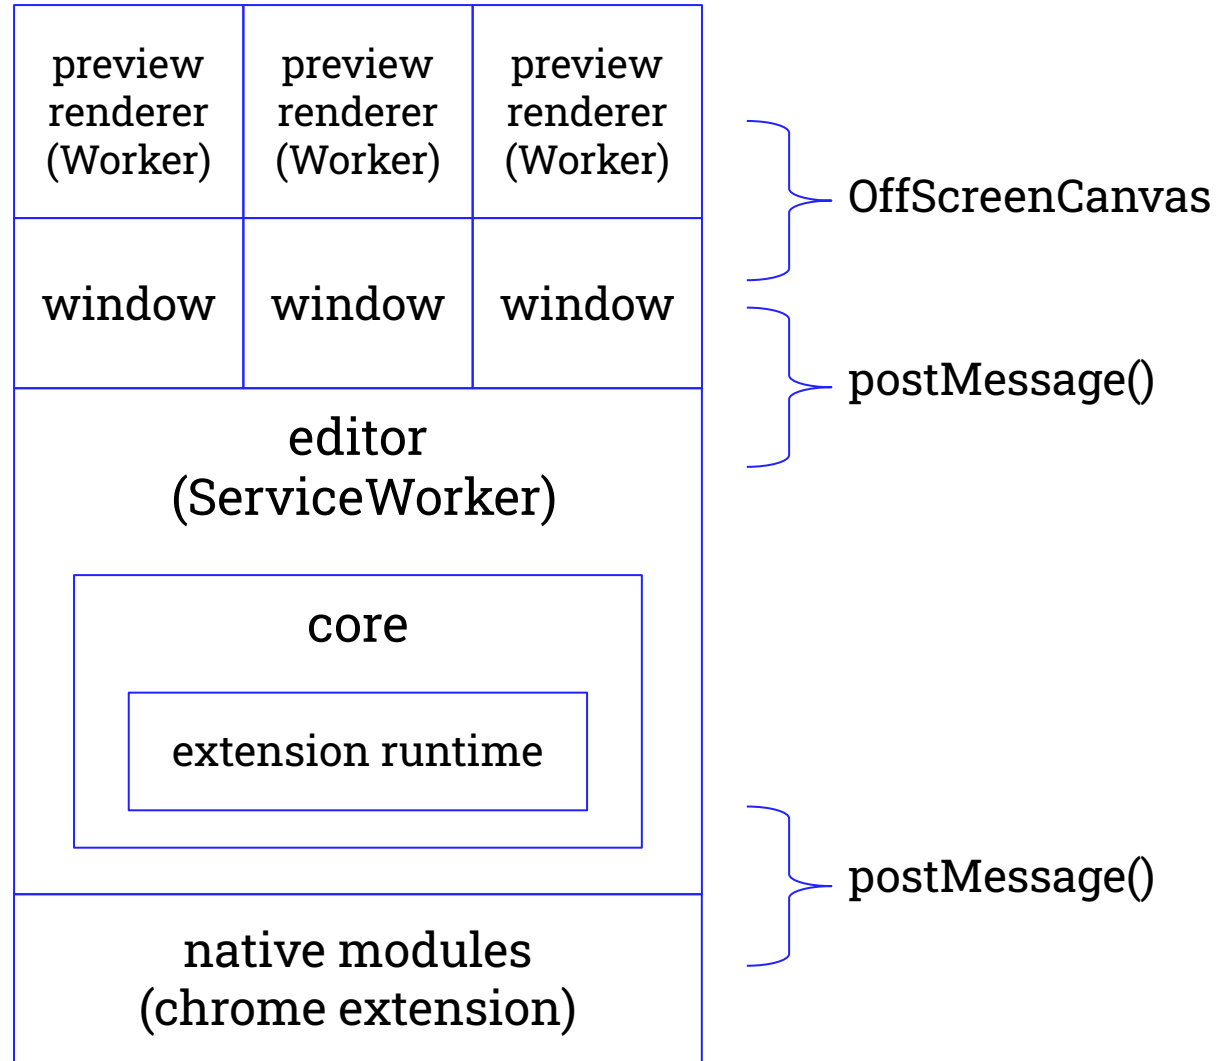 preview
renderer
(Worker)
preview
renderer
(Worker)
preview
renderer
(Worker)
OffScreenCanvas
window
window
window
postMessage()
editor
(ServiceWorker)
core
extension runtime
postMessage()
native modules
(chrome extension)